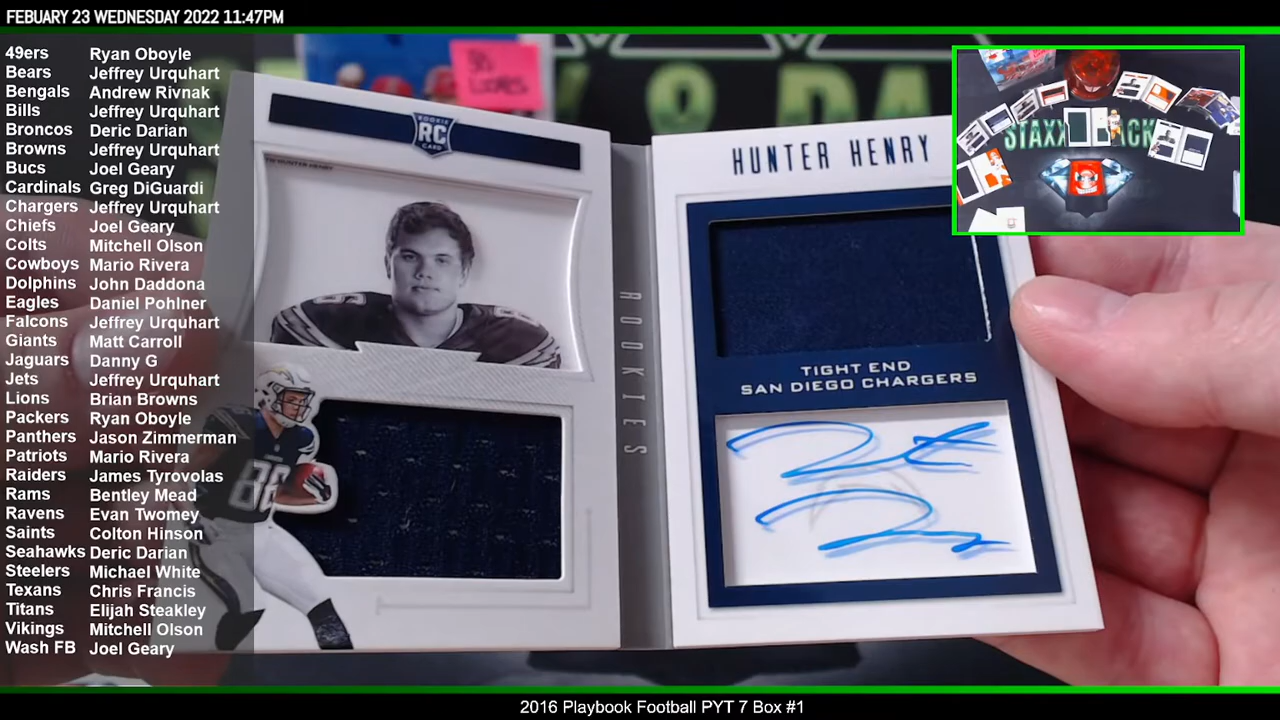 FEBUARY 23 WEDNESDAY 2022 11:47PM
49ers Ryan Oboyle
Bears Jeffrey Urquhart
Bengals Andrew Rivnak
Bills Jeffrey Urquhart
Broncos Deric Darian
Browns Jeffrey Urquhart
Bucs Joel Geary
Cardinals Greg DiGuardi
Chargers Jeffrey Urquhart
Chiefs Joel Geary
Colts Mitchell Olson
Cowboys Mario Rivera
Dolphins John Daddona
Eagles Daniel Pohlner
Falcons Jeffrey Urquhart
Giants Matt Carroll
Jaguars Danny G
Jets Jeffrey Urquhart
Lions Brian Browns
Packers Ryan Oboyle
Panthers Jason Zimmerman
Patriots Mario Rivera
Raiders James Tyrovolas
Rams Bentley Mead
Ravens Evan Twomey
Saints Colton Hinson
Seahawks Deric Darian
Steelers Michael White
Texans Chris Francis
Titans Elijah Steakley
Vikings Mitchell Olson
Wash FB Joel Geary
ROOKIE
RC
CARD
HUNTER HENRY
86
ROOKIES
HUNTER HENRY
TIGHT END
SAN DIEGO CHARGERS
STAXX
2016 Playbook Football PYT 7 Box #1